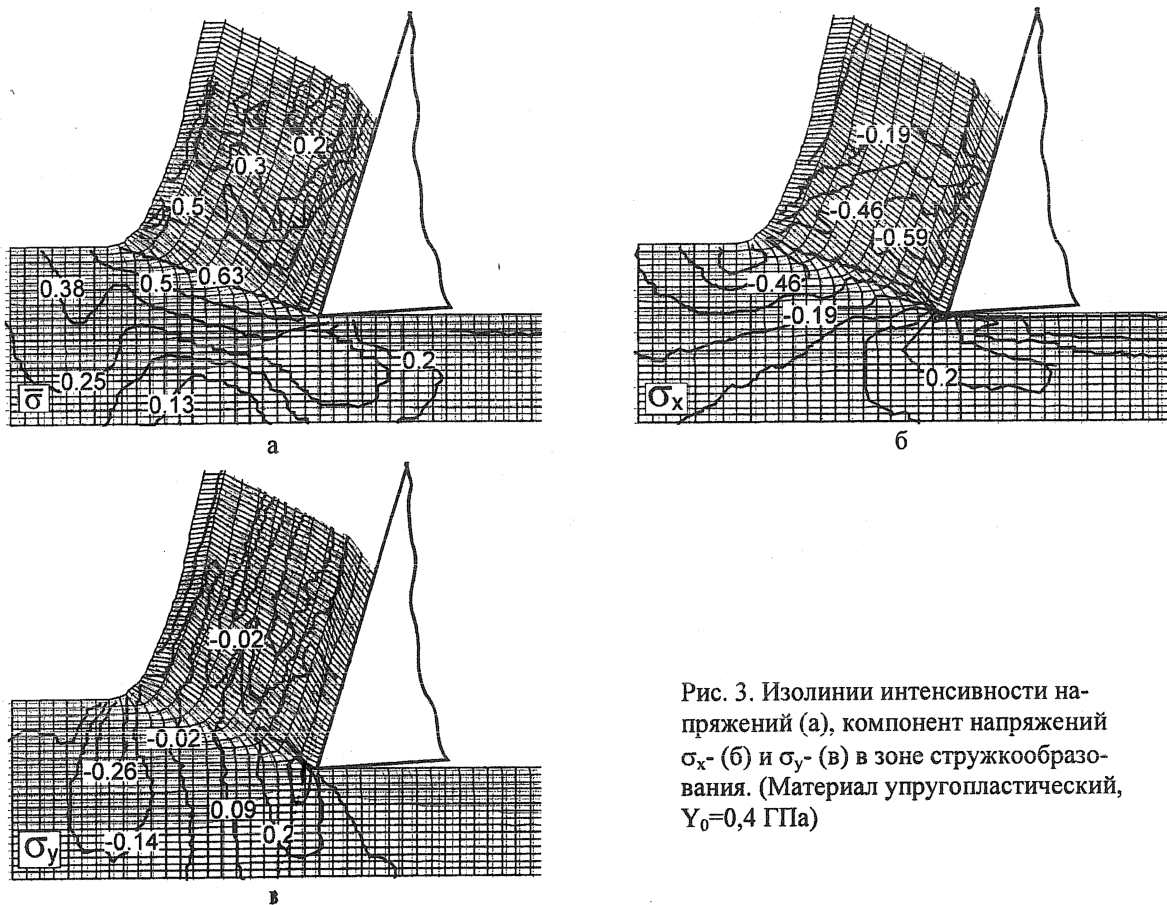 0.2
0.3
0.5
0.63
0.5
0.38
0.2
0.25
0.13
σ̅
а
-0.19
-0.46
-0.59
-0.46
-0.19
0.2
σx
б
-0.02
-0.02
-0.26
0.09
0.2
-0.14
σy
в
Рис. 3. Изолинии интенсивности на-
пряжений (а), компонент напряжений
σx- (б) и σy- (в) в зоне стружкообразо-
вания. (Материал упругопластический,
Y0=0,4 ГПа)